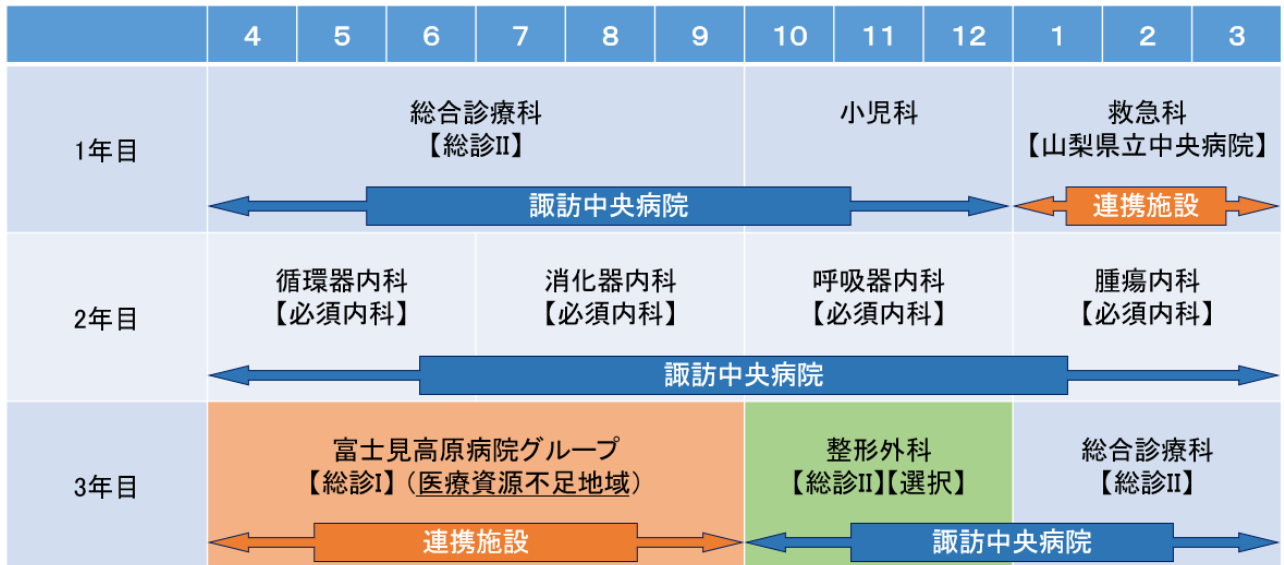 4 5 6 7 8 9 10 11 12 1 2 3
1年目
総合診療科
【総診II】
小児科
救急科
【山梨県立中央病院】
諏訪中央病院
連携施設
2年目
循環器内科
【必須内科】
消化器内科
【必須内科】
呼吸器内科
【必須内科】
腫瘍内科
【必須内科】
諏訪中央病院
3年目
富士見高原病院グループ
【総診I】（医療資源不足地域）
整形外科
【総診II】【選択】
総合診療科
【総診II】
連携施設
諏訪中央病院